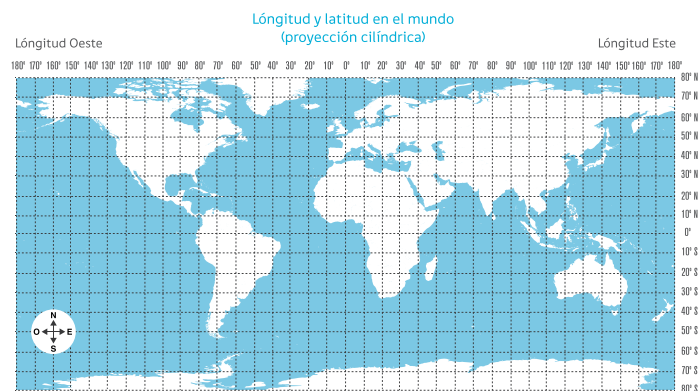 Lóngitud y latitud en el mundo
(proyección cilíndrica)
Lóngitud Oeste
Lóngitud Este
180° 170° 160° 150° 140° 130° 120° 110° 100° 90° 80° 70° 60° 50° 40° 30° 20° 10° 0° 10° 20° 30° 40° 50° 60° 70° 80° 90° 100° 110° 120° 130° 140° 150° 160° 170° 180°
80° N
70° N
60° N
50° N
40° N
30° N
20° N
10° N
0°
10° S
20° S
30° S
40° S
N
O E
S
50° S
60° S
70° S
80° S